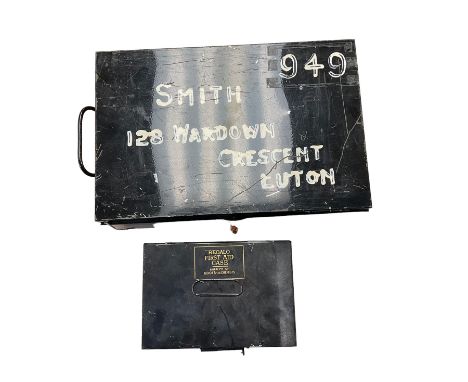 949
SMITH
128 WARDOWN
CRESCENT
LUTON
REGALO
FIRST AID
CASE